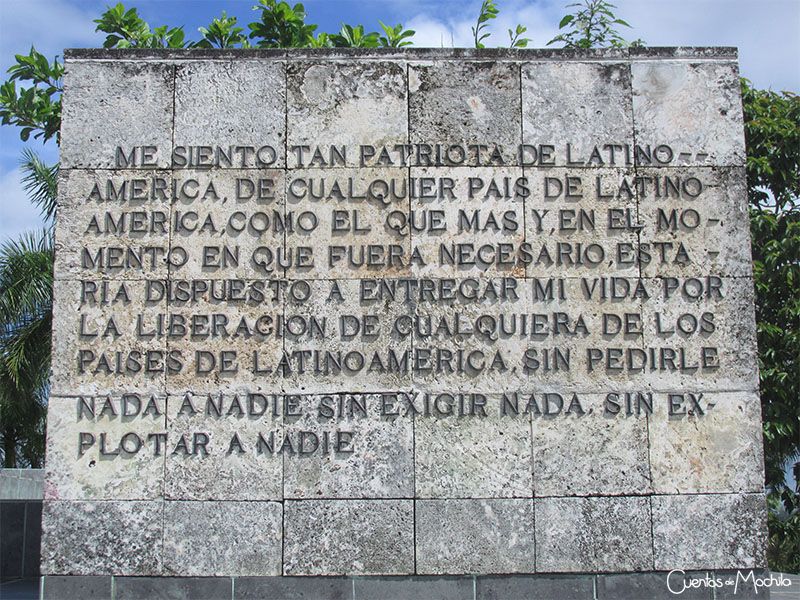 ME SIENTO TAN PATRIOTA DE LATINO--
AMERICA, DE CUALQUIER PAIS DE LATINO-
AMERICA, COMO EL QUE MAS Y, EN EL MO-
MENTO EN QUE FUERA NECESARIO, ESTA-
RIA DISPUESTO A ENTREGAR MI VIDA POR
LA LIBERACION DE CUALQUIERA DE LOS
PAISES DE LATINOAMERICA, SIN PEDIRLE
NADA A NADIE SIN EXIGIR NADA, SIN EX-
PLOTAR A NADIE
Cuentos de Mochila